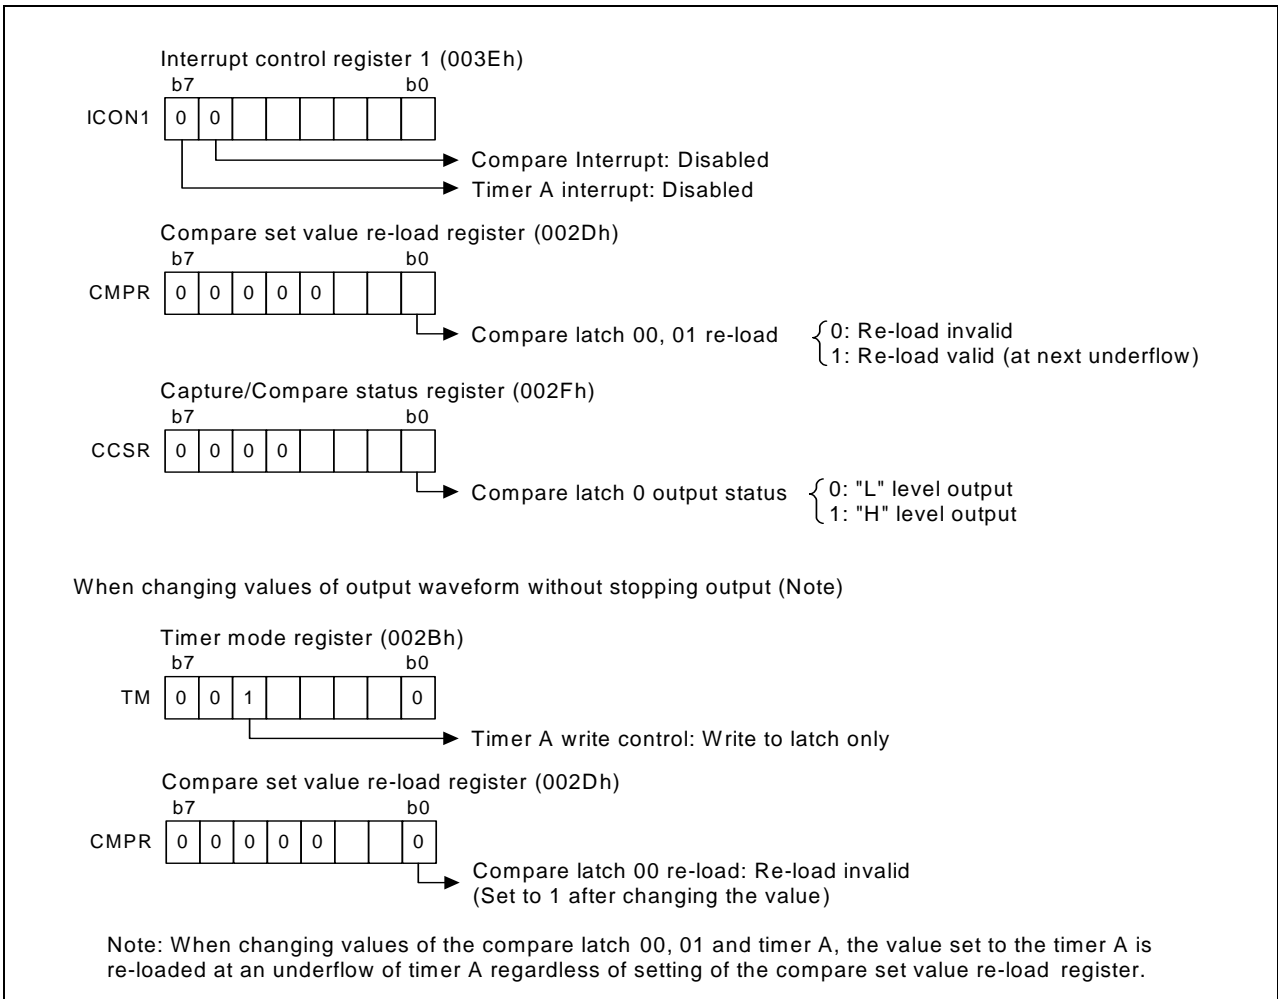 Interrupt control register 1 (003Eh)
b7 b0
ICON1 0 0
Compare Interrupt: Disabled
Timer A interrupt: Disabled
Compare set value re-load register (002Dh)
b7 b0
CMPR 0 0 0 0 0
Compare latch 00, 01 re-load 0: Re-load invalid
1: Re-load valid (at next underflow)
Capture/Compare status register (002Fh)
b7 b0
CCSR 0 0 0 0
Compare latch 0 output status 0: "L" level output
1: "H" level output
When changing values of output waveform without stopping output (Note)
Timer mode register (002Bh)
b7 b0
TM 0 0 1 0
Timer A write control: Write to latch only
Compare set value re-load register (002Dh)
b7 b0
CMPR 0 0 0 0 0 0
Compare latch 00 re-load: Re-load invalid
(Set to 1 after changing the value)
Note: When changing values of the compare latch 00, 01 and timer A, the value set to the timer A is
re-loaded at an underflow of timer A regardless of setting of the compare set value re-load register.